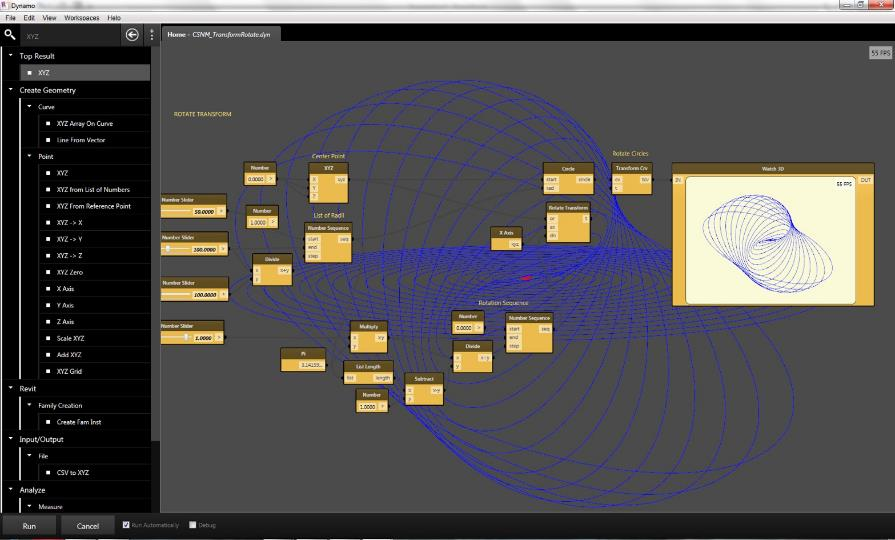 Dynamo
File Edit View Workspaces Help
XYZ
Home - CSNM_TransformRotate.dyn
55 FPS
Top Result
XYZ
Create Geometry
Curve
XYZ Array On Curve
Line From Vector
Point
XYZ
XYZ from List of Numbers
XYZ From Reference Point
XYZ -> X
XYZ -> Y
XYZ -> Z
XYZ Zero
X Axis
Y Axis
Z Axis
Scale XYZ
Add XYZ
XYZ Grid
Revit
Family Creation
Create Fam Inst
Input/Output
File
CSV to XYZ
Analyze
Measure
Run
Cancel
Run Automatically
Debug
ROTATE TRANSFORM
Number
0.0000 >
Number
1.0000 >
Number Slider
50.0000
Number Slider
100.0000
Number Slider
100.0000
Number Slider
1.0000
Divide
x x÷y
y
Center Point
XYZ
X xyz
Y
Z
List of Radii
Number Sequence
start seq
end
step
Pi
3.14159...
Multiply
x xy
y
List Length
list length
Number
1.0000 >
Subtract
x x-y
y
Rotation Sequence
Number
0.0000 >
Divide
x x÷y
y
Number Sequence
start seq
end
step
X Axis
xyz
Circle
start circle
rad
Rotate Transform
or t
ax
dn
Rotate Circles
Transform Crv
cv tcv
t
Watch 3D
IN OUT
55 FPS